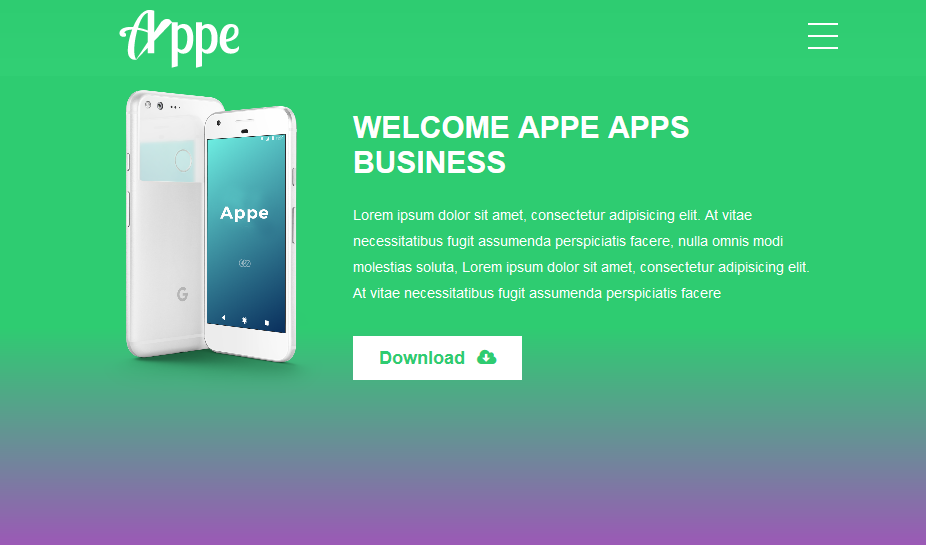 Appe
WELCOME APPE APPS
BUSINESS
Appe
G
Lorem ipsum dolor sit amet, consectetur adipisicing elit. At vitae
necessitatibus fugit assumenda perspiciatis facere, nulla omnis modi
molestias soluta, Lorem ipsum dolor sit amet, consectetur adipisicing elit.
At vitae necessitatibus fugit assumenda perspiciatis facere
Download